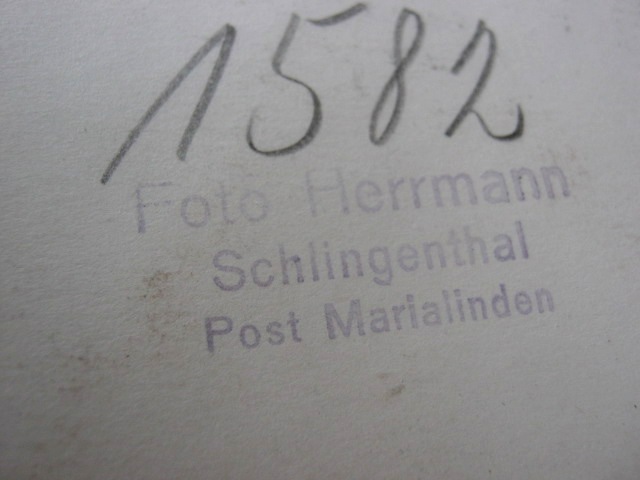 1582
Foto Herrmann
Schlingenthal
Post Marialinden